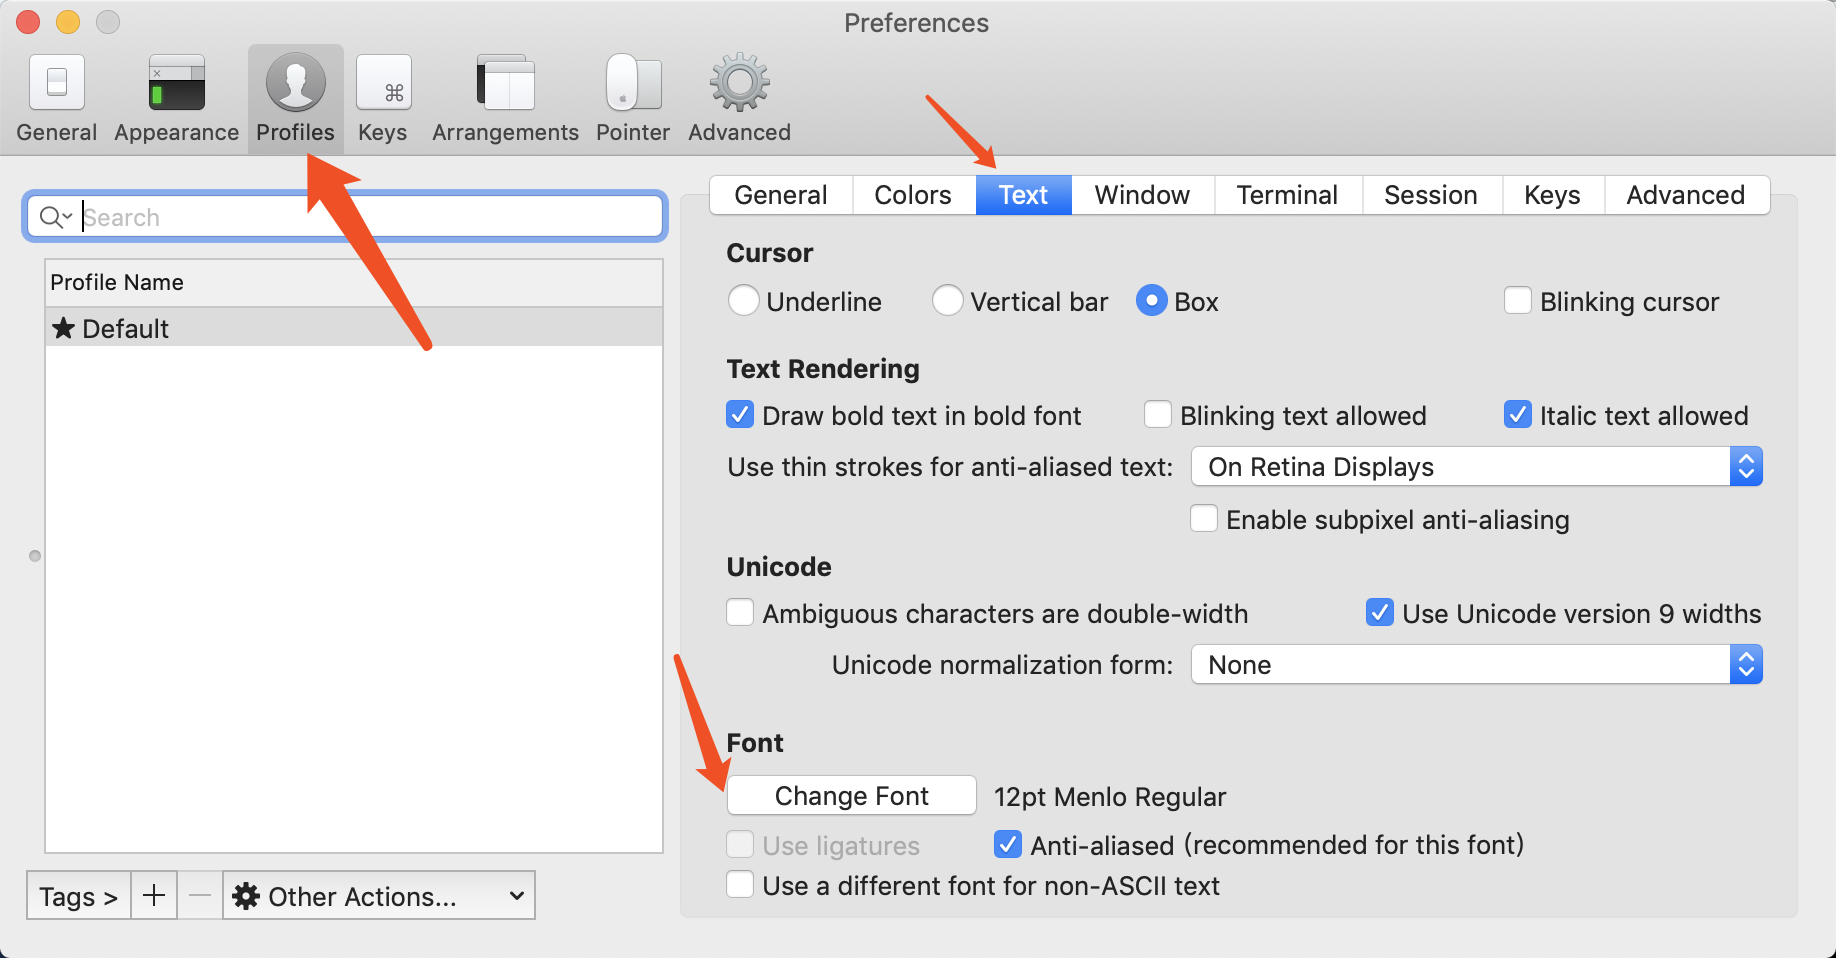 Preferences
General Appearance Profiles Keys Arrangements Pointer Advanced
Search
Profile Name
★ Default
Tags > + — Other Actions...
General Colors Text Window Terminal Session Keys Advanced
Cursor
Underline Vertical bar Box Blinking cursor
Text Rendering
Draw bold text in bold font Blinking text allowed Italic text allowed
Use thin strokes for anti-aliased text: On Retina Displays
Enable subpixel anti-aliasing
Unicode
Ambiguous characters are double-width Use Unicode version 9 widths
Unicode normalization form: None
Font
Change Font 12pt Menlo Regular
Use ligatures Anti-aliased (recommended for this font)
Use a different font for non-ASCII text